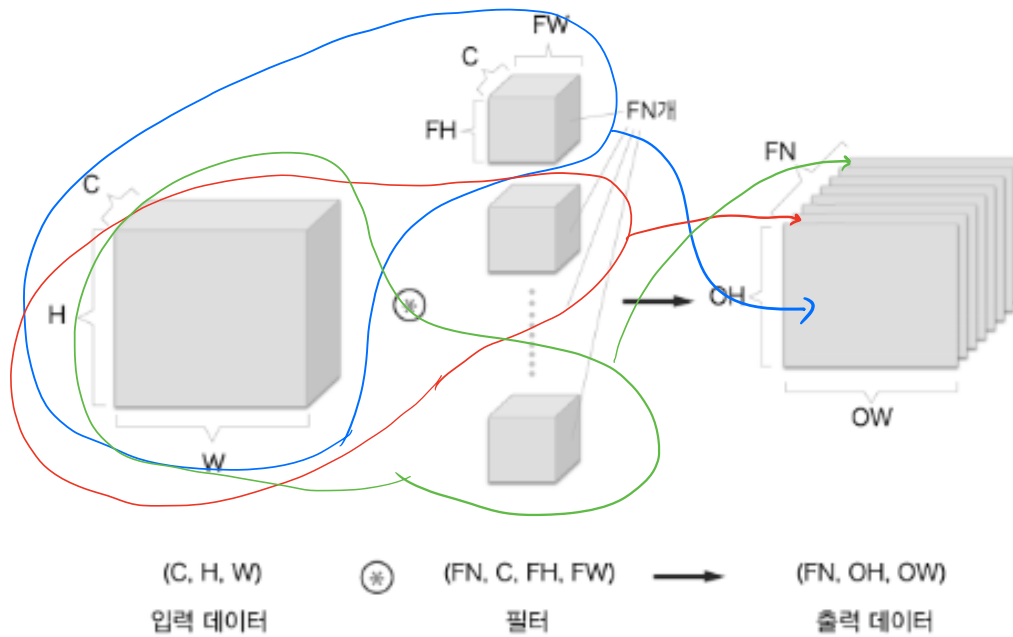 FW
C
FH
FN개
FN
C
H
⊛
OH
W
OW
(C, H, W) ⊛ (FN, C, FH, FW) → (FN, OH, OW)
입력 데이터 필터 출력 데이터